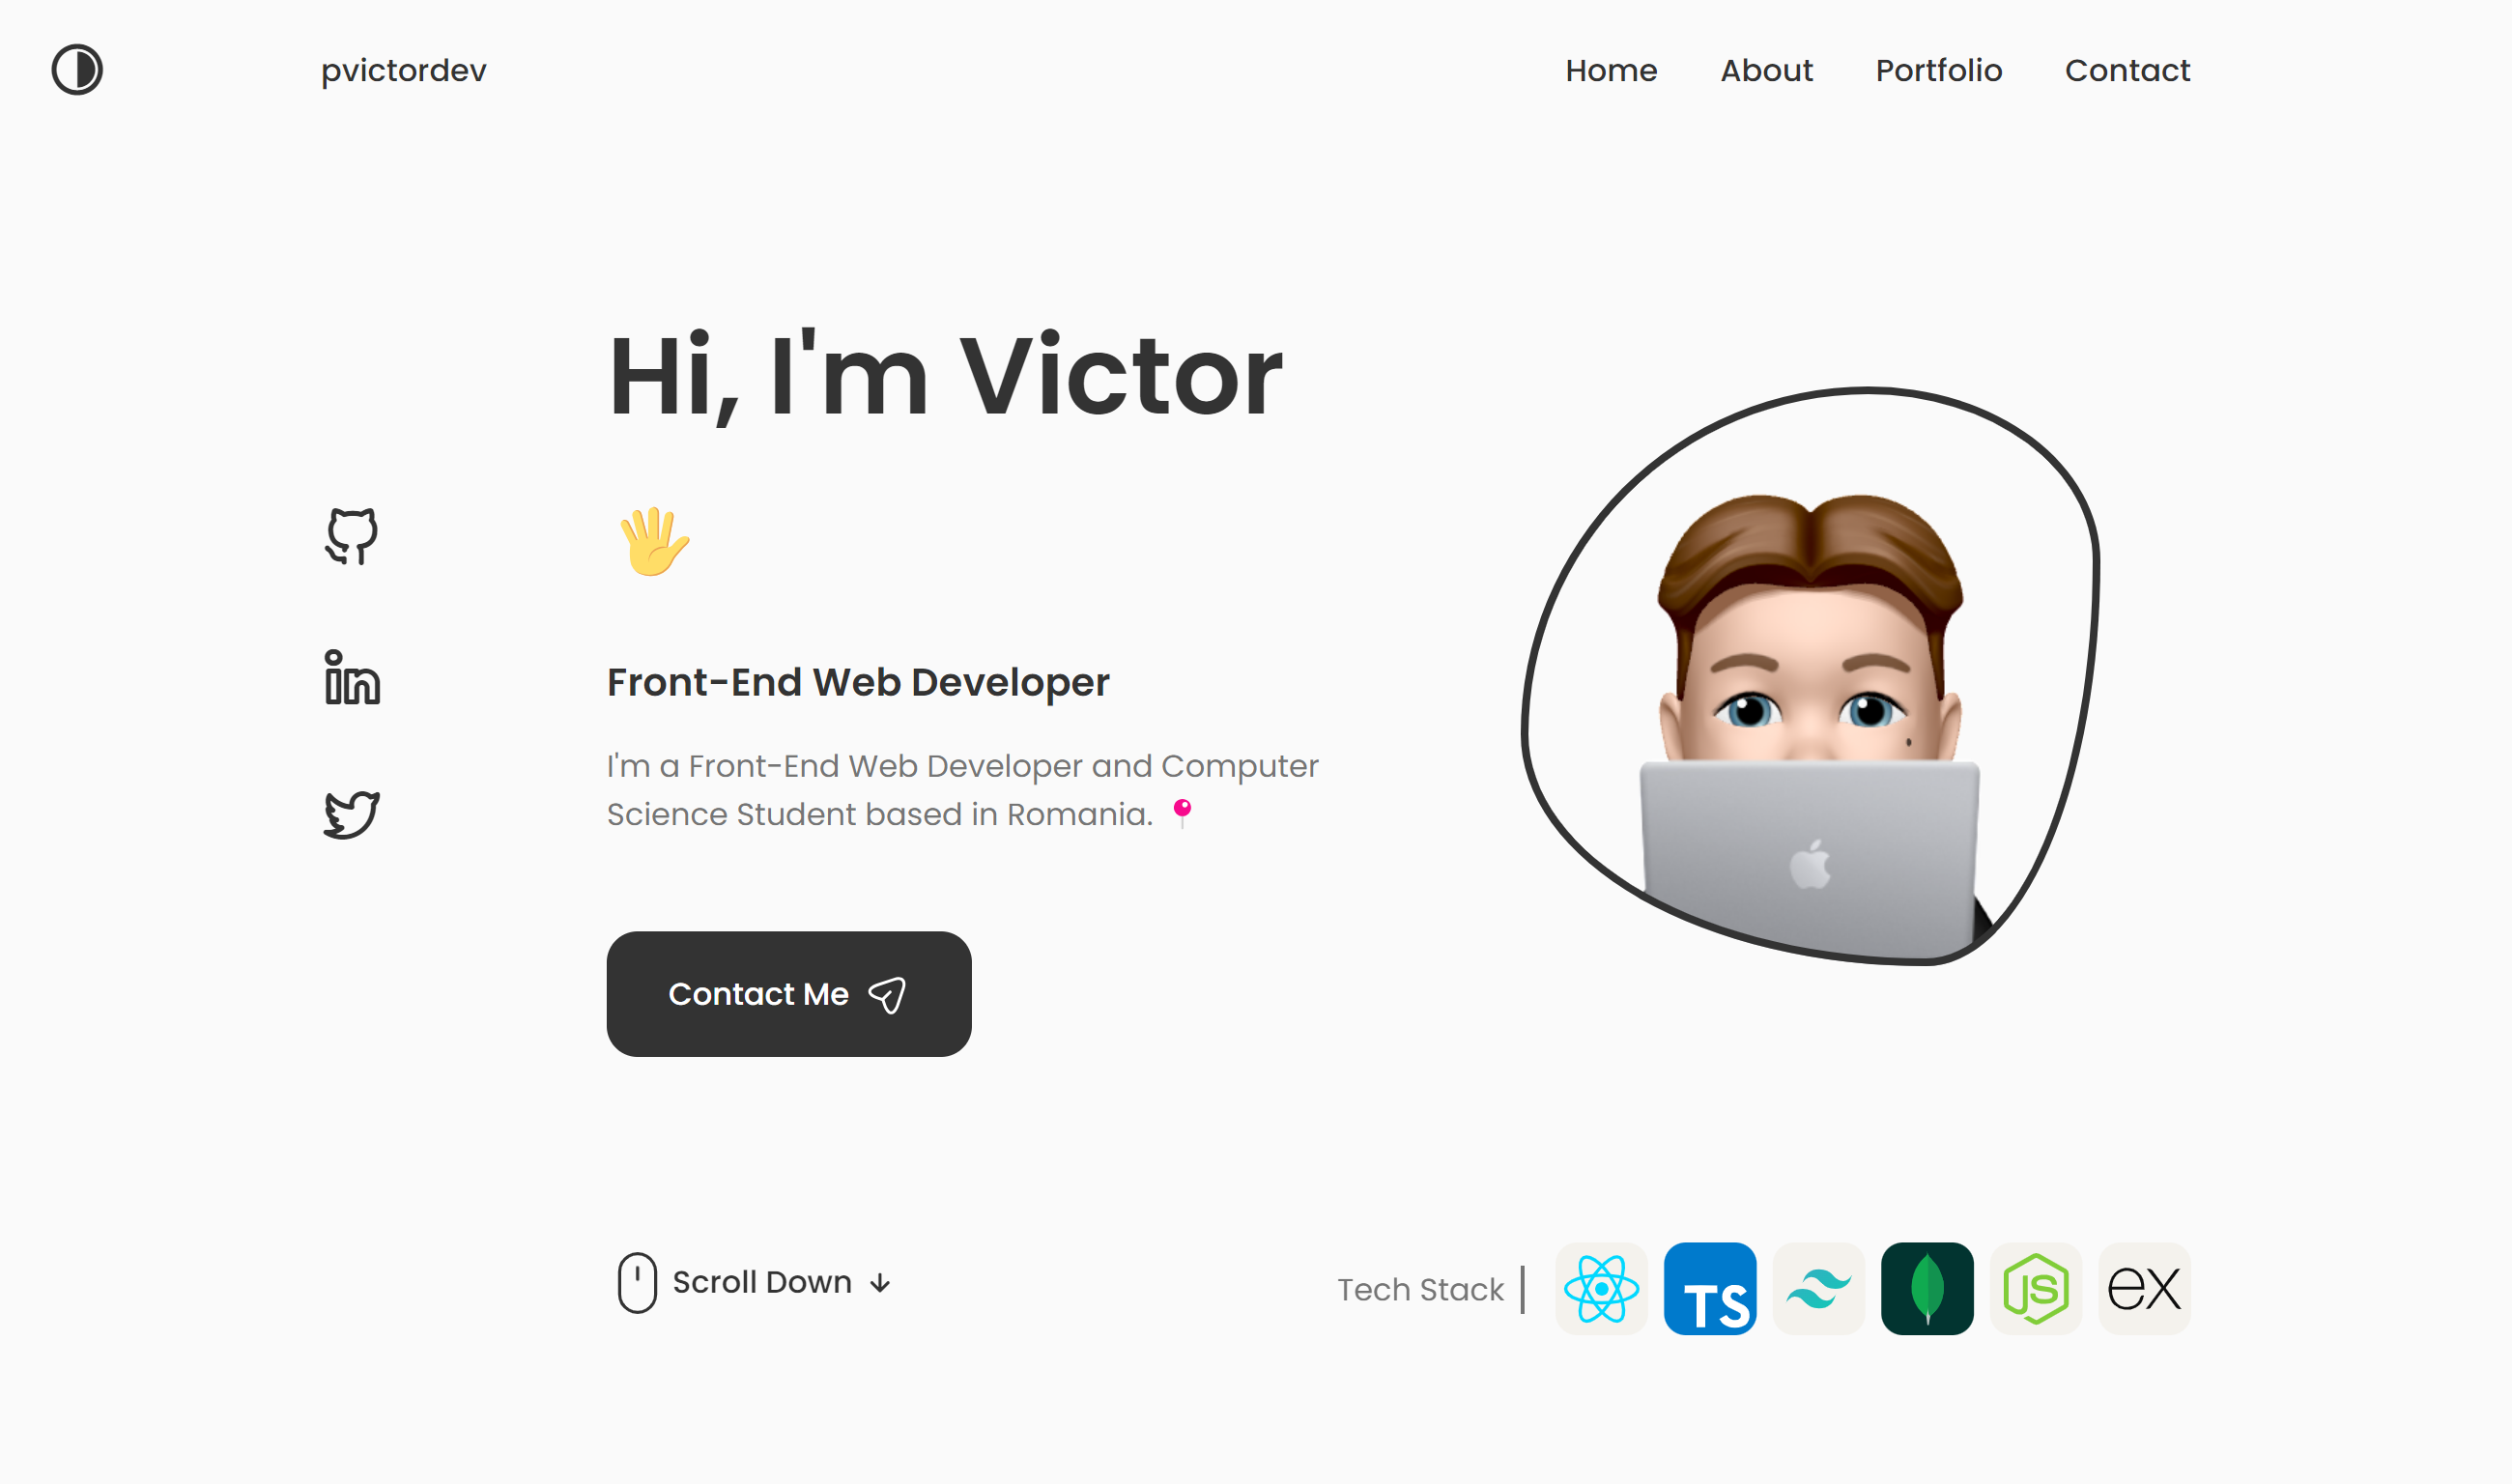 pvictordev
Home
About
Portfolio
Contact
Hi, I'm Victor
Front-End Web Developer
I'm a Front-End Web Developer and Computer
Science Student based in Romania.
Contact Me
Scroll Down
Tech Stack
TS
JS
ex